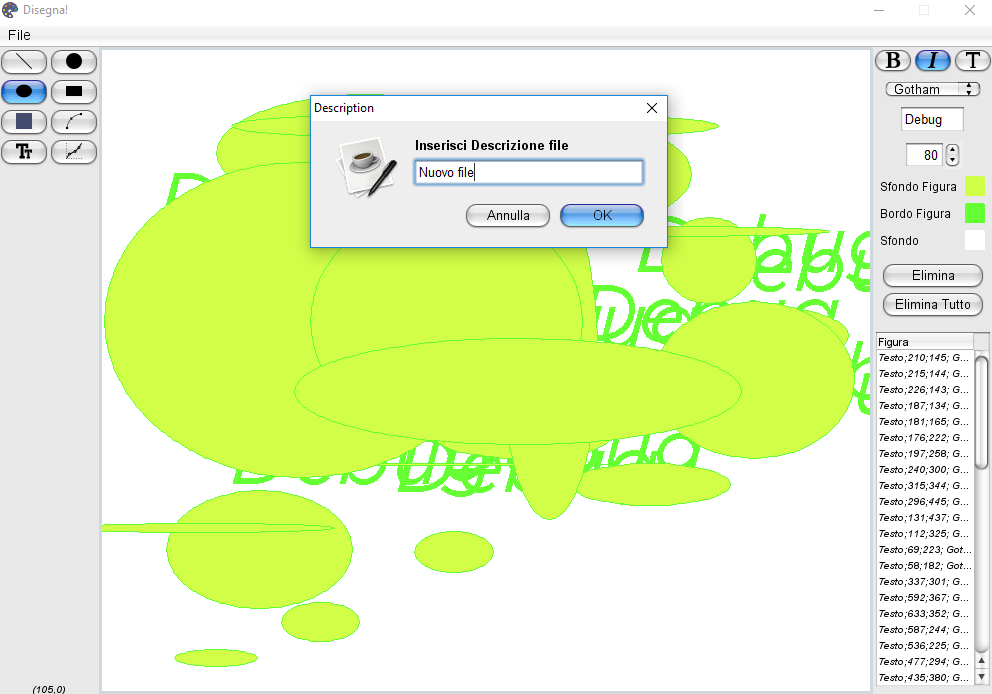 Disegna!
File
B I T
Gotham
Debug
80
Sfondo Figura
Bordo Figura
Sfondo
Elimina
Elimina Tutto
Figura
Testo;210;145; G...
Testo;215;144; G...
Testo;226;143; G...
Testo;187;134; G...
Testo;181;165; G...
Testo;176;222; G...
Testo;197;258; G...
Testo;240;300; G...
Testo;315;344; G...
Testo;296;445; G...
Testo;131;437; G...
Testo;112;325; G...
Testo;69;223; Got...
Testo;58;182; Got...
Testo;337;301; G...
Testo;592;367; G...
Testo;633;352; G...
Testo;587;244; G...
Testo;536;225; G...
Testo;477;294; G...
Testo;435;380; G...
Tr
Description
Inserisci Descrizione file
Nuovo file
Annulla OK
(105,0)